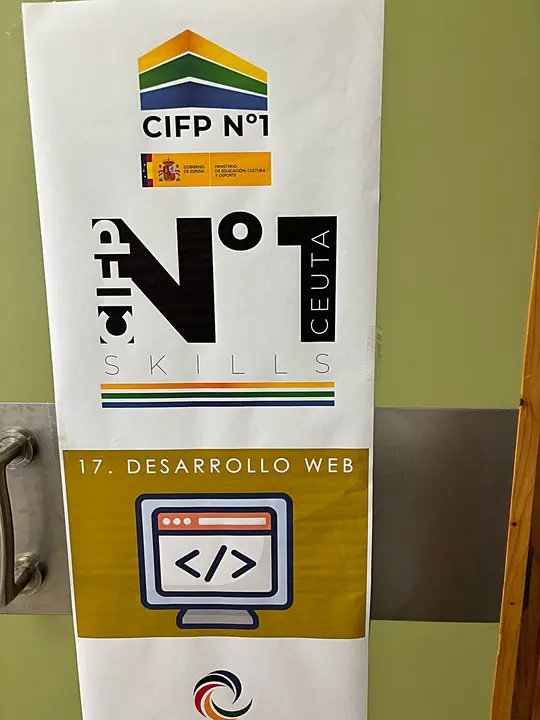 CIFP Nº1
GOBIERNO DE ESPAÑA
MINISTERIO DE EDUCACIÓN, CULTURA Y DEPORTE
CIFP
Nº1
CEUTA
SKILLS
17. DESARROLLO WEB
</>